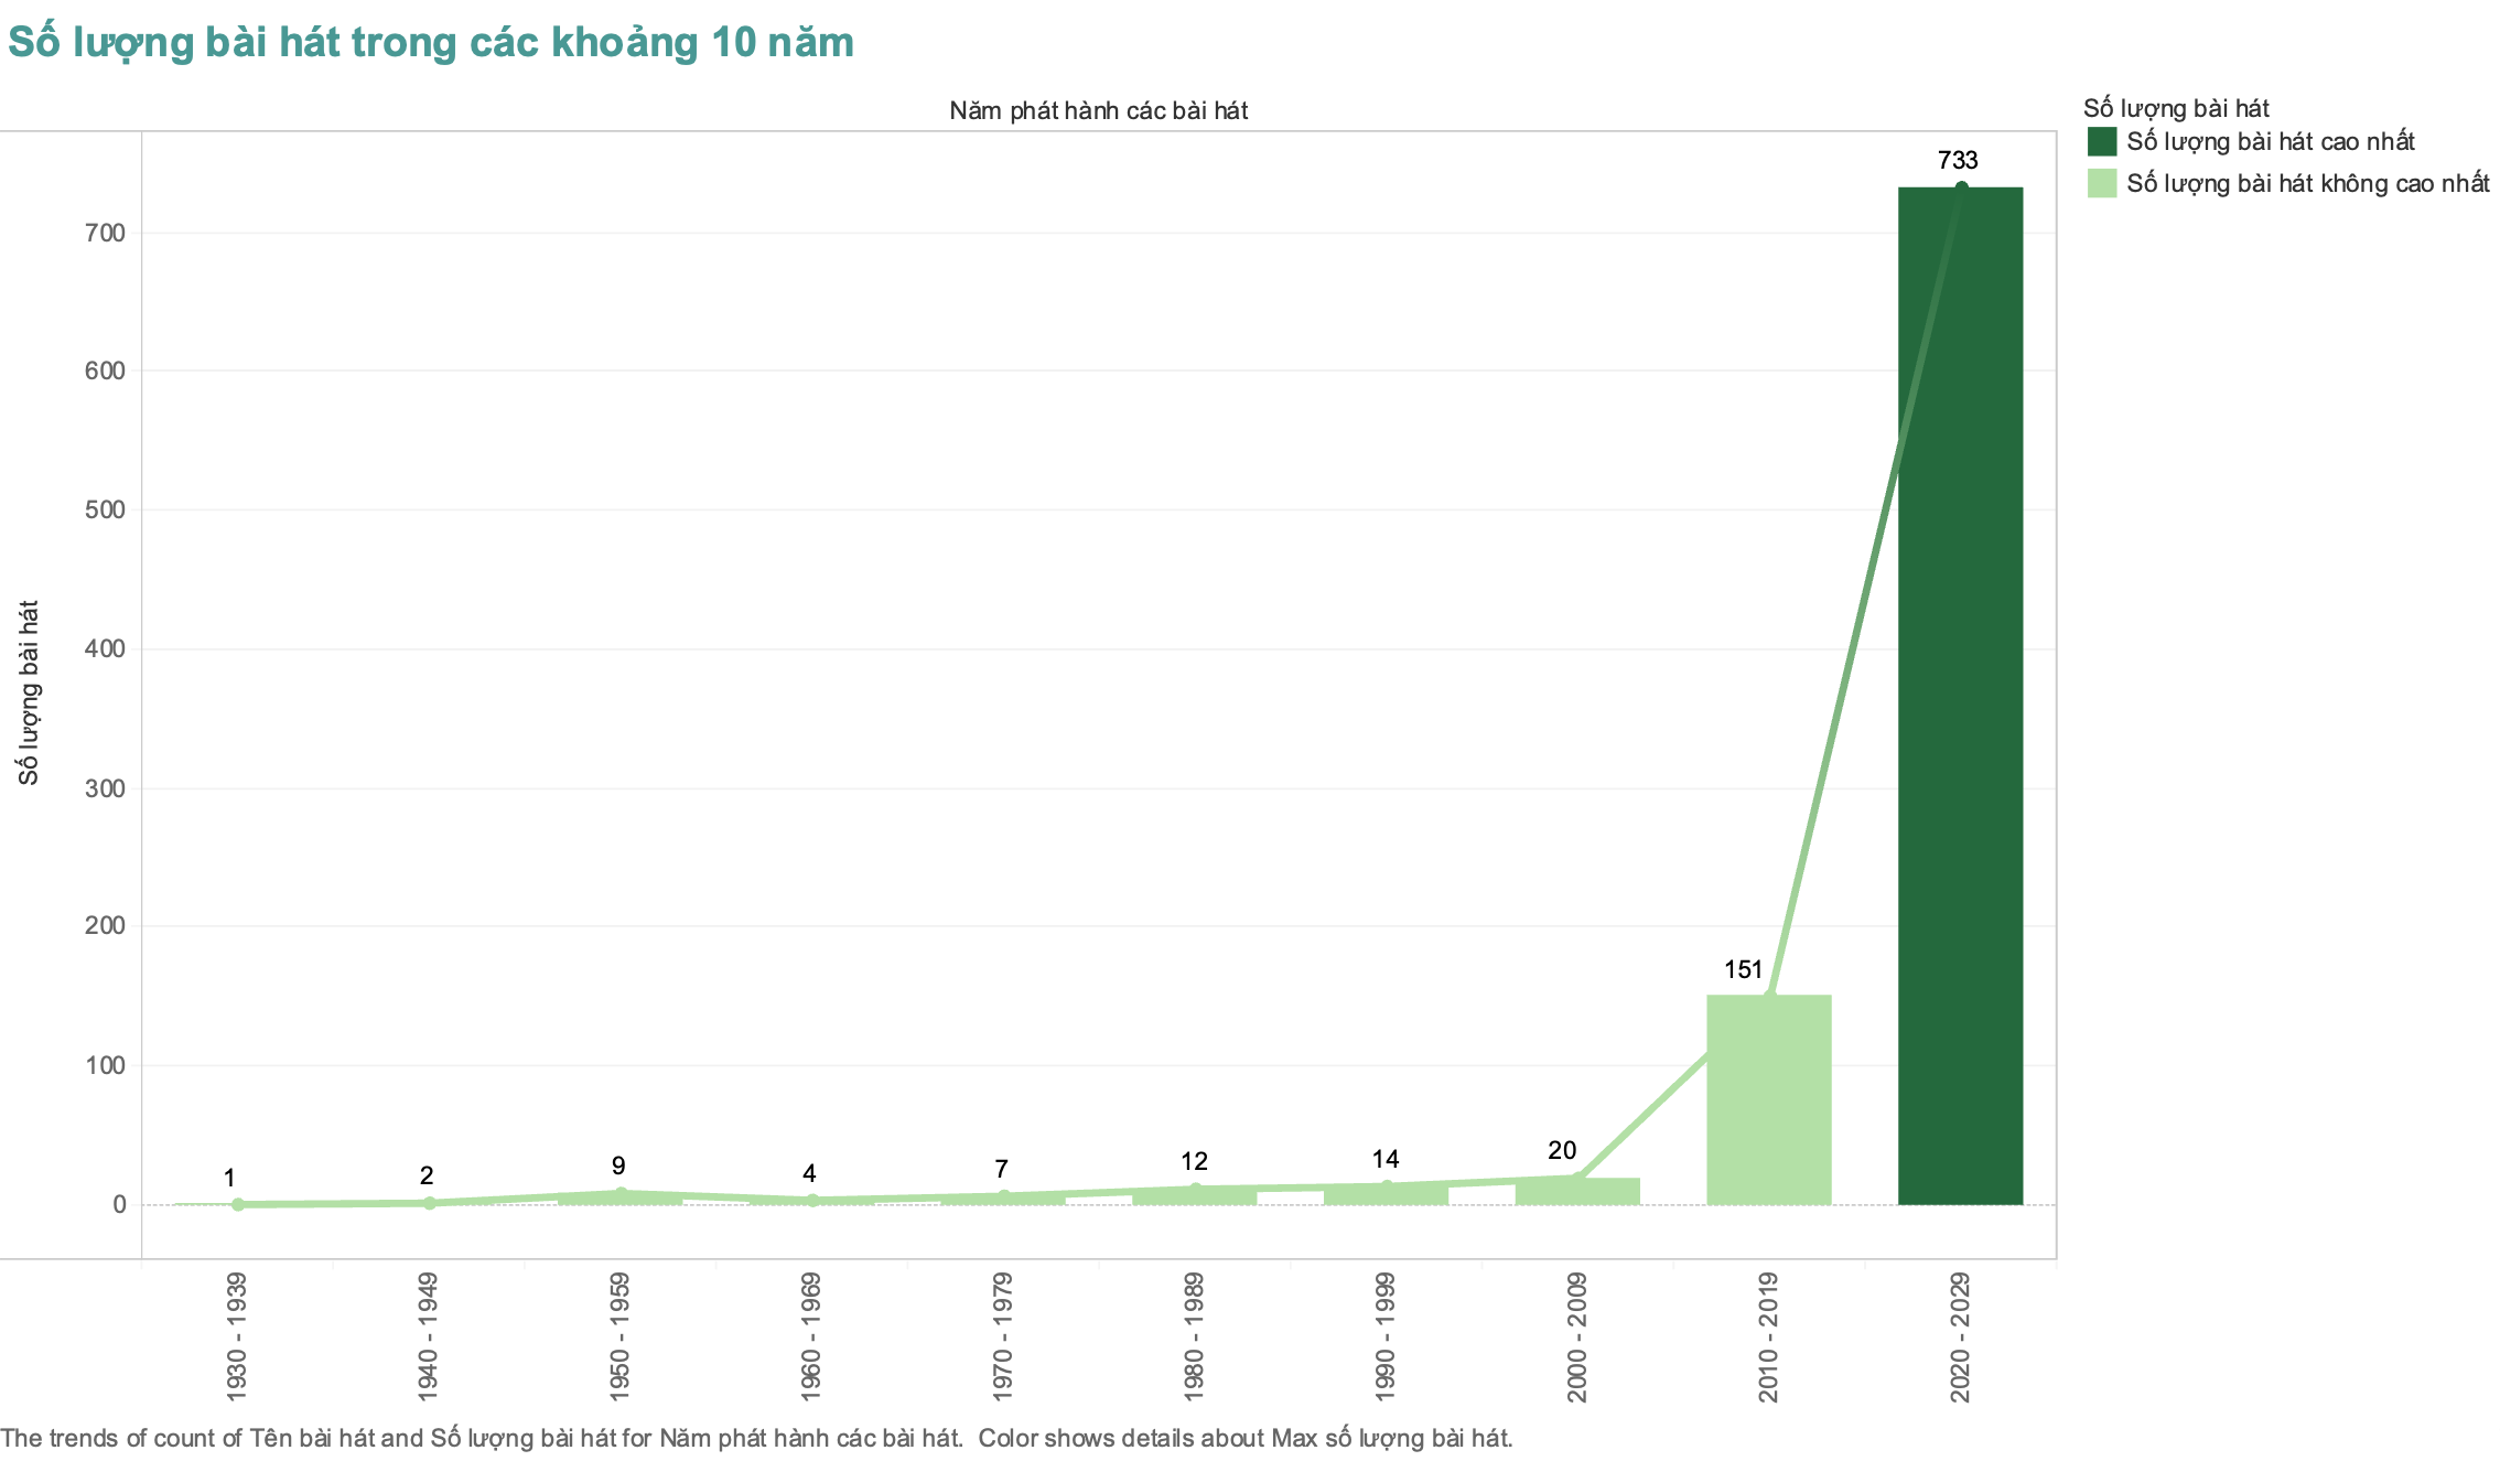 Số lượng bài hát trong các khoảng 10 năm
Năm phát hành các bài hát
Số lượng bài hát
Số lượng bài hát cao nhất
Số lượng bài hát không cao nhất
Số lượng bài hát
700
600
500
400
300
200
100
0
1
2
9
4
7
12
14
20
151
733
1930 - 1939
1940 - 1949
1950 - 1959
1960 - 1969
1970 - 1979
1980 - 1989
1990 - 1999
2000 - 2009
2010 - 2019
2020 - 2029
The trends of count of Tên bài hát and Số lượng bài hát for Năm phát hành các bài hát.  Color shows details about Max số lượng bài hát.